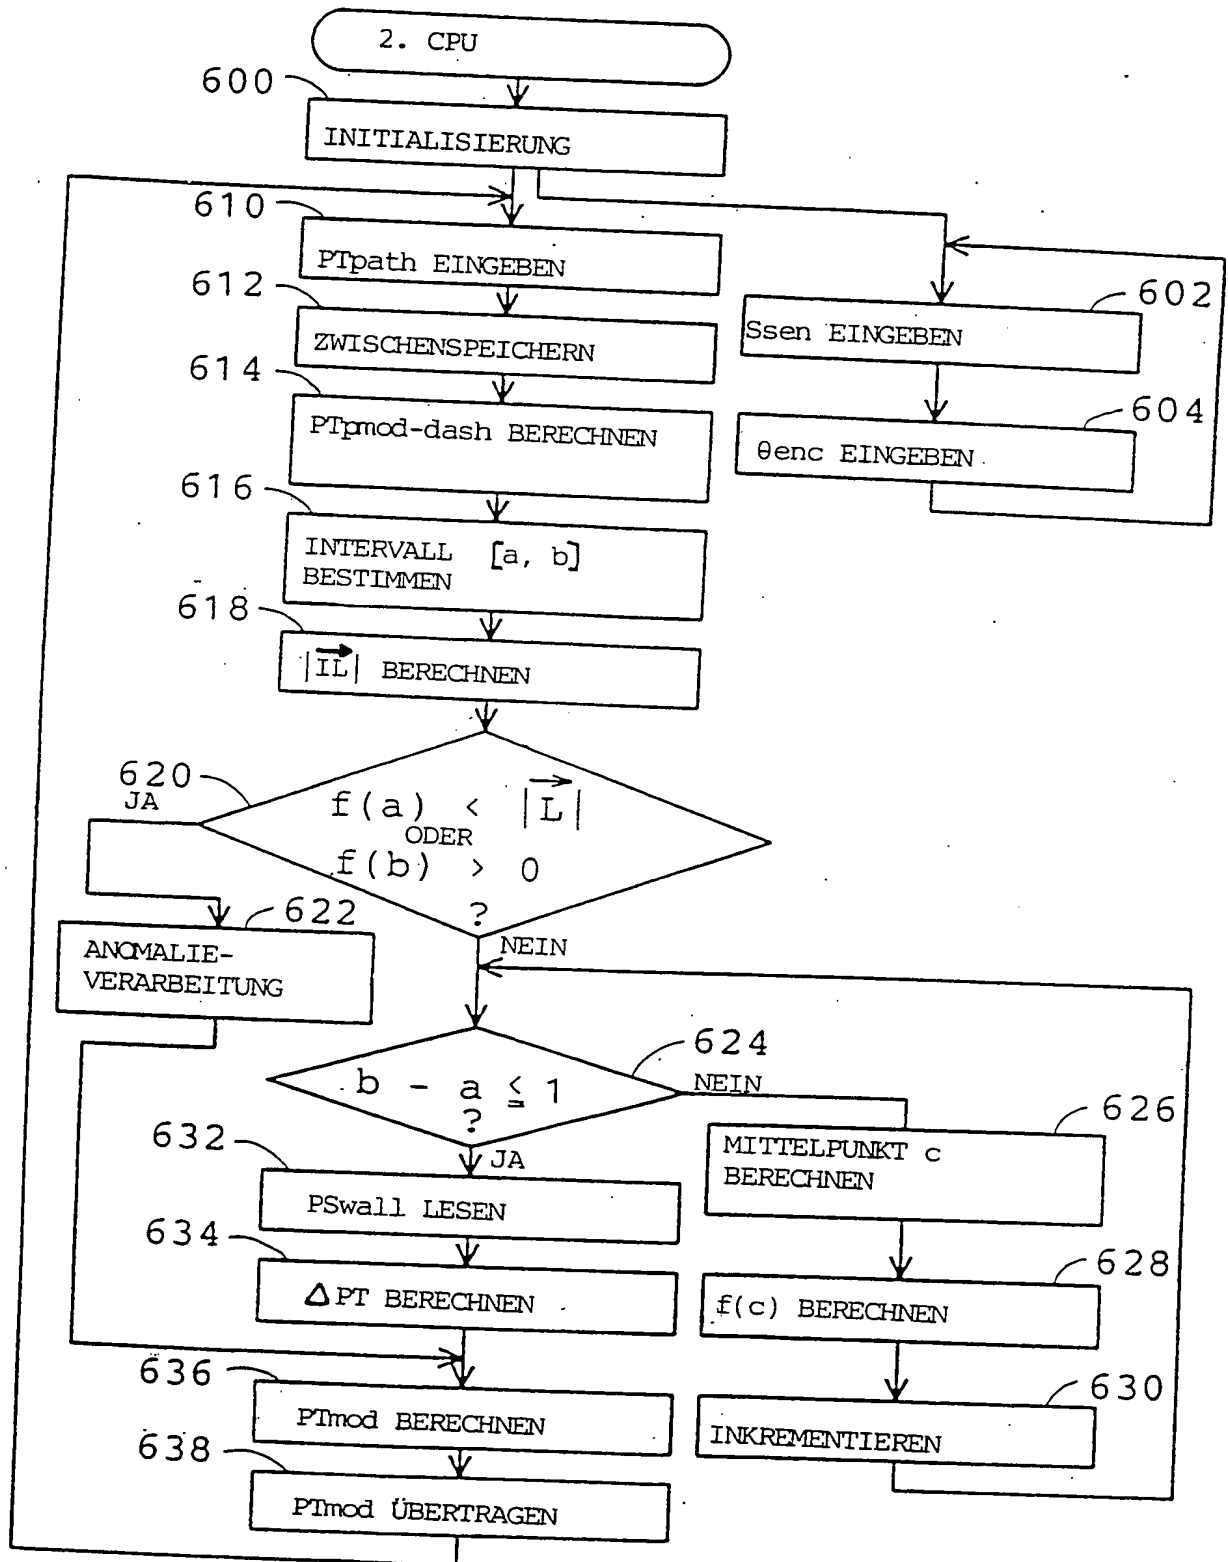 2. CPU
600
INITIALISIERUNG
610
PTpath EINGEBEN
612
ZWISCHENSPEICHERN
614
PTpmod-dash BERECHNEN
616
INTERVALL [a, b]
BESTIMMEN
618
|IL| BERECHNEN
602
Ssen EINGEBEN
604
θenc EINGEBEN
620
JA
f(a) < |L|
ODER
f(b) > 0
?
NEIN
622
ANOMALIE-
VERARBEITUNG
624
b - a ≦ 1
?
NEIN
JA
626
MITTELPUNKT c
BERECHNEN
628
f(c) BERECHNEN
630
INKREMENTIEREN
632
PSwall LESEN
634
Δ PT BERECHNEN
636
PTmod BERECHNEN
638
PTmod ÜBERTRAGEN